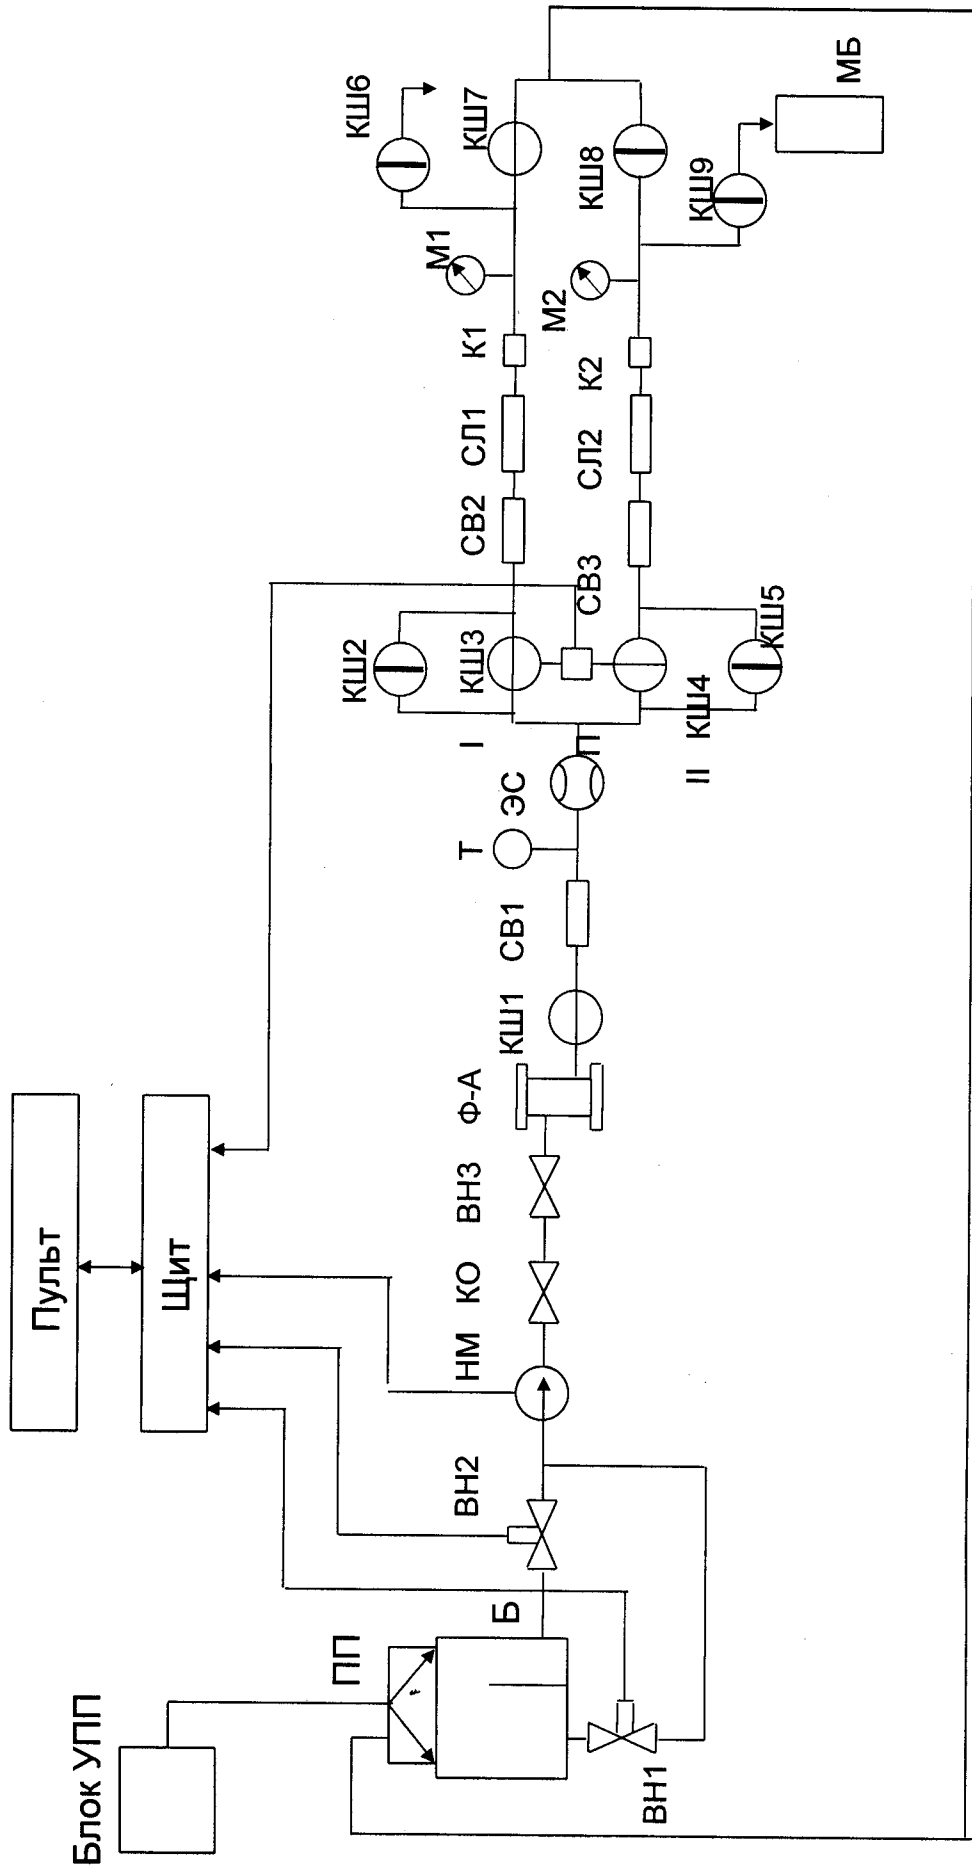 Блок УПП
ПП
Б
ВН1
ВН2
НМ
КО
ВН3
Ф-А
КШ1
СВ1
Т
ЭС
П
I
II
Пульт
Щит
КШ2
КШ3
КШ4
КШ5
СВ2
СВ3
СЛ1
СЛ2
К1
К2
М1
М2
КШ6
КШ7
КШ8
КШ9
МБ